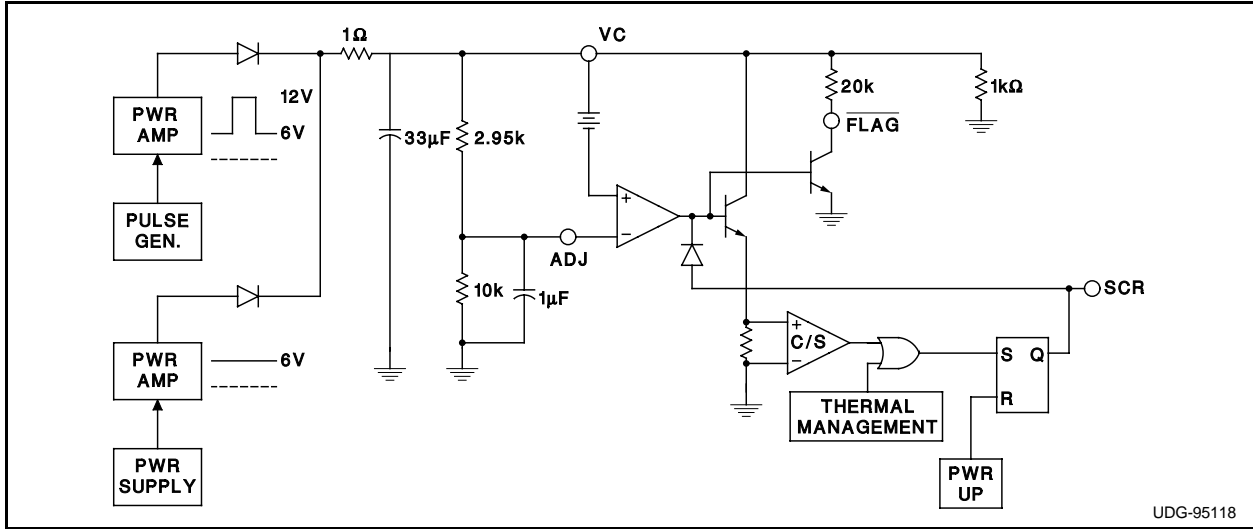 1Ω
VC
12V
6V
PWR
AMP
33μF
2.95k
20k
1kΩ
FLAG
+
−
PULSE
GEN.
ADJ
10k
1μF
SCR
6V
PWR
AMP
+
C/S
−
S Q
R
THERMAL
MANAGEMENT
PWR
SUPPLY
PWR
UP
UDG-95118